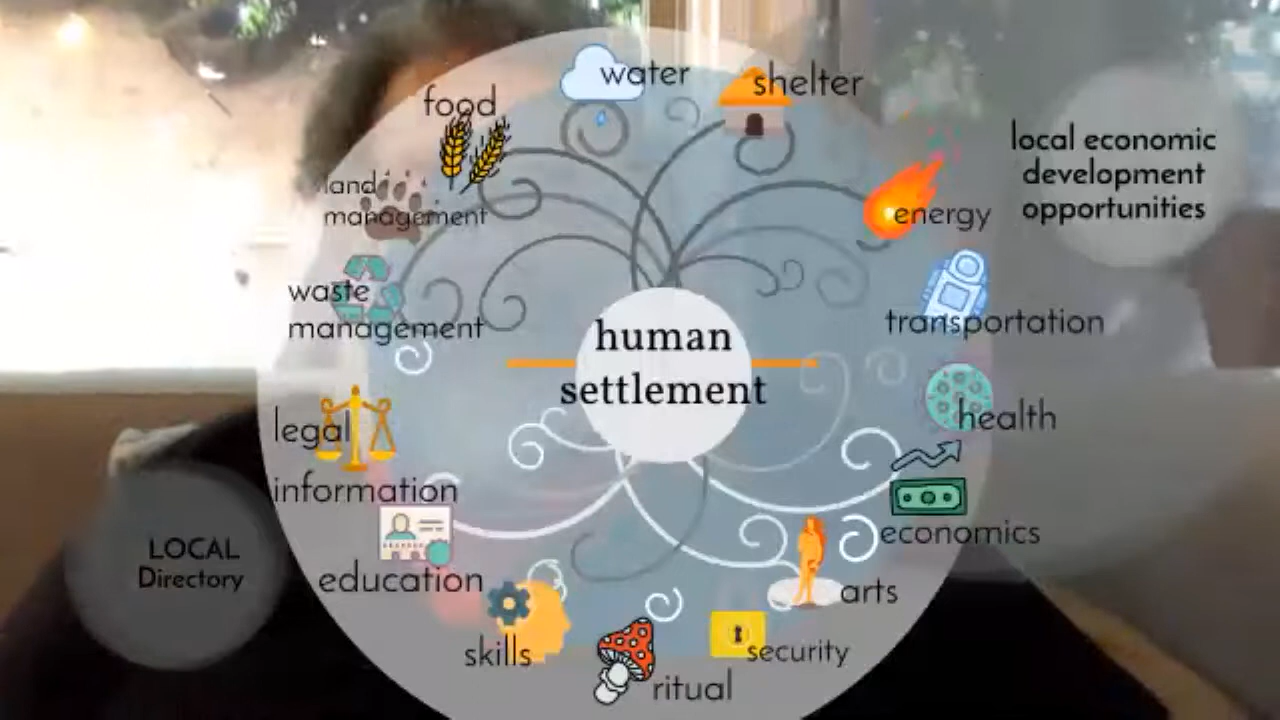 water
shelter
food
energy
land
management
waste
management
transportation
health
legal
information
economics
education
arts
skills
security
ritual
human
settlement
local economic
development
opportunities
LOCAL
Directory